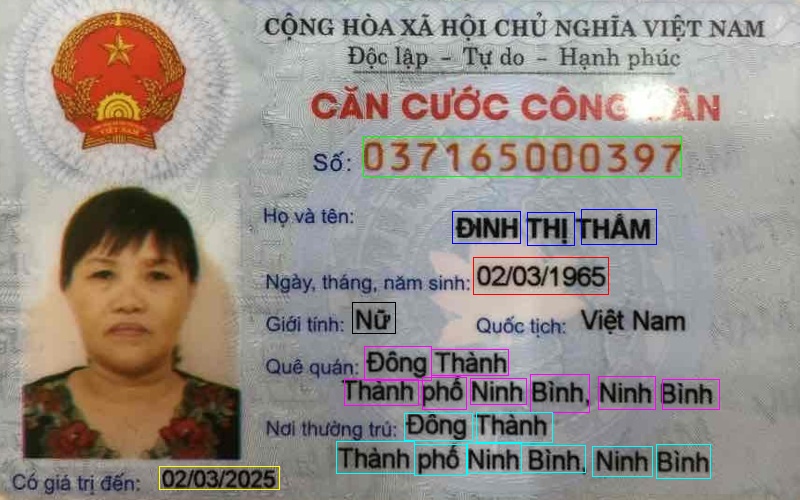 CỘNG HÒA XÃ HỘI CHỦ NGHĨA VIỆT NAM
Độc lập - Tự do - Hạnh phúc
CĂN CƯỚC CÔNG DÂN
Số: 037165000397
Họ và tên: ĐINH THỊ THẮM
Ngày, tháng, năm sinh: 02/03/1965
Giới tính: Nữ Quốc tịch: Việt Nam
Quê quán: Đông Thành
Thành phố Ninh Bình, Ninh Bình
Nơi thường trú: Đông Thành
Thành phố Ninh Bình, Ninh Bình
Có giá trị đến: 02/03/2025